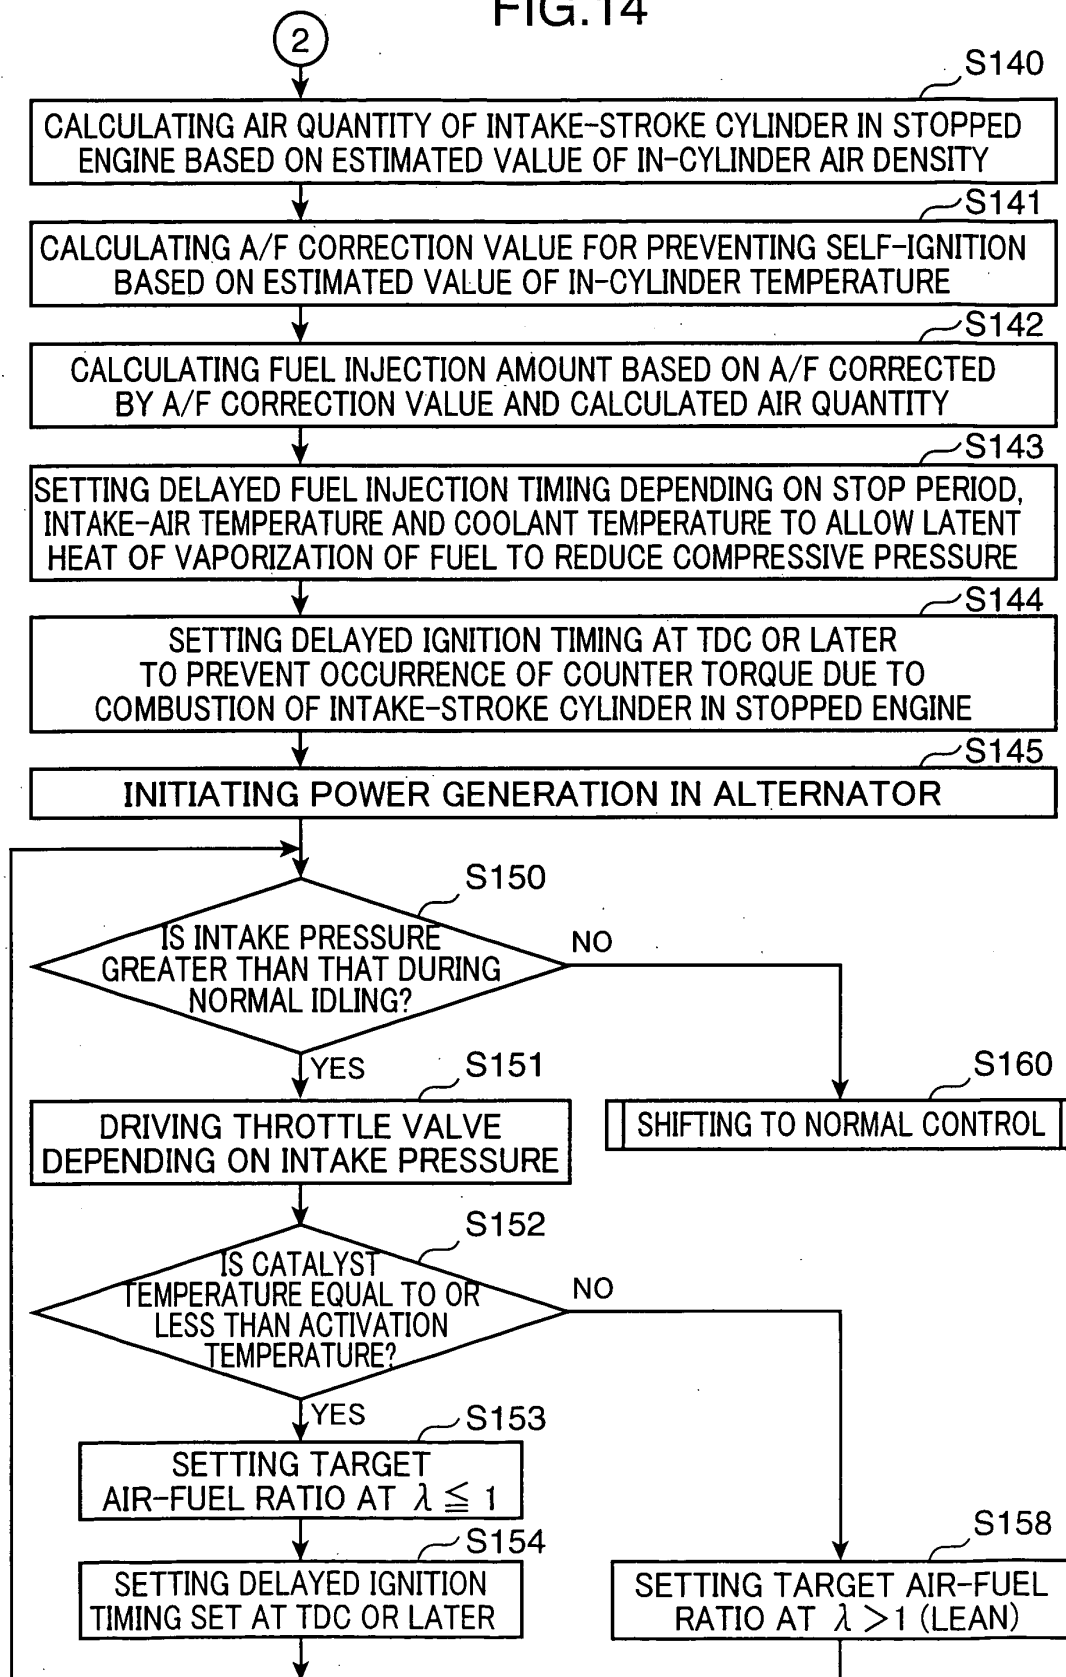 FIG.14
2
S140
CALCULATING AIR QUANTITY OF INTAKE-STROKE CYLINDER IN STOPPED
ENGINE BASED ON ESTIMATED VALUE OF IN-CYLINDER AIR DENSITY
S141
CALCULATING A/F CORRECTION VALUE FOR PREVENTING SELF-IGNITION
BASED ON ESTIMATED VALUE OF IN-CYLINDER TEMPERATURE
S142
CALCULATING FUEL INJECTION AMOUNT BASED ON A/F CORRECTED
BY A/F CORRECTION VALUE AND CALCULATED AIR QUANTITY
S143
SETTING DELAYED FUEL INJECTION TIMING DEPENDING ON STOP PERIOD,
INTAKE-AIR TEMPERATURE AND COOLANT TEMPERATURE TO ALLOW LATENT
HEAT OF VAPORIZATION OF FUEL TO REDUCE COMPRESSIVE PRESSURE
S144
SETTING DELAYED IGNITION TIMING AT TDC OR LATER
TO PREVENT OCCURRENCE OF COUNTER TORQUE DUE TO
COMBUSTION OF INTAKE-STROKE CYLINDER IN STOPPED ENGINE
S145
INITIATING POWER GENERATION IN ALTERNATOR
S150
IS INTAKE PRESSURE
GREATER THAN THAT DURING
NORMAL IDLING?
NO
YES
S151
DRIVING THROTTLE VALVE
DEPENDING ON INTAKE PRESSURE
S160
SHIFTING TO NORMAL CONTROL
S152
IS CATALYST
TEMPERATURE EQUAL TO OR
LESS THAN ACTIVATION
TEMPERATURE?
NO
YES
S153
SETTING TARGET
AIR-FUEL RATIO AT λ ≦ 1
S154
SETTING DELAYED IGNITION
TIMING SET AT TDC OR LATER
S158
SETTING TARGET AIR-FUEL
RATIO AT λ >1 (LEAN)